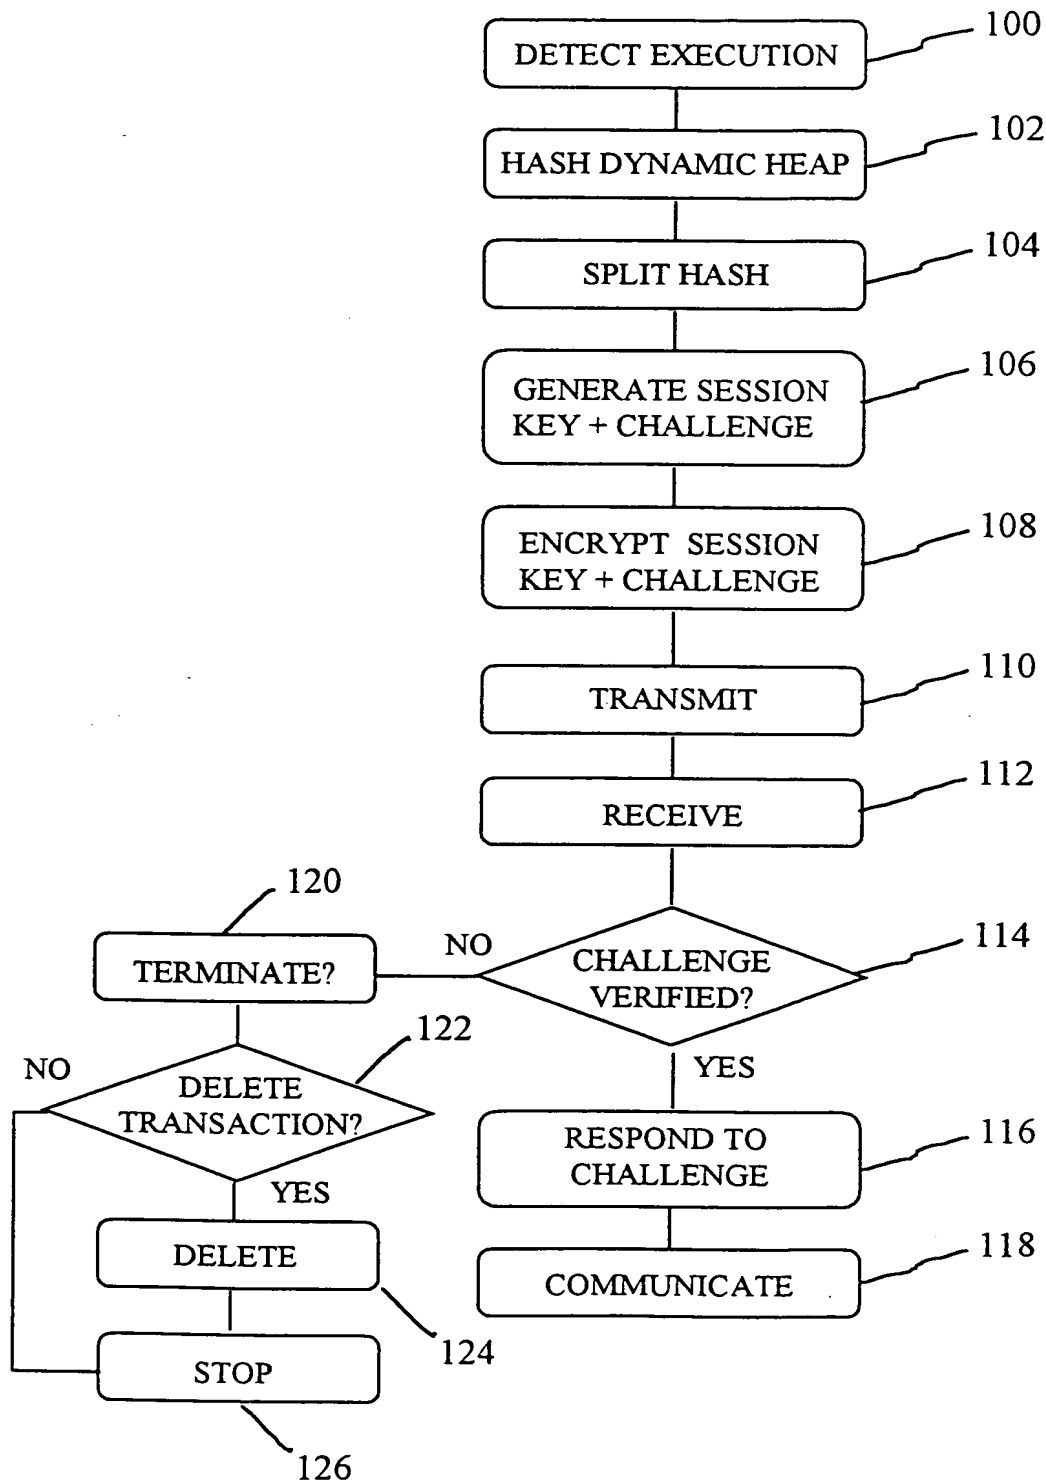 100
DETECT EXECUTION
102
HASH DYNAMIC HEAP
104
SPLIT HASH
106
GENERATE SESSION
KEY + CHALLENGE
108
ENCRYPT SESSION
KEY + CHALLENGE
110
TRANSMIT
112
RECEIVE
120
NO
114
CHALLENGE
VERIFIED?
TERMINATE?
122
NO
YES
DELETE
TRANSACTION?
116
RESPOND TO
CHALLENGE
YES
118
DELETE
COMMUNICATE
124
STOP
126